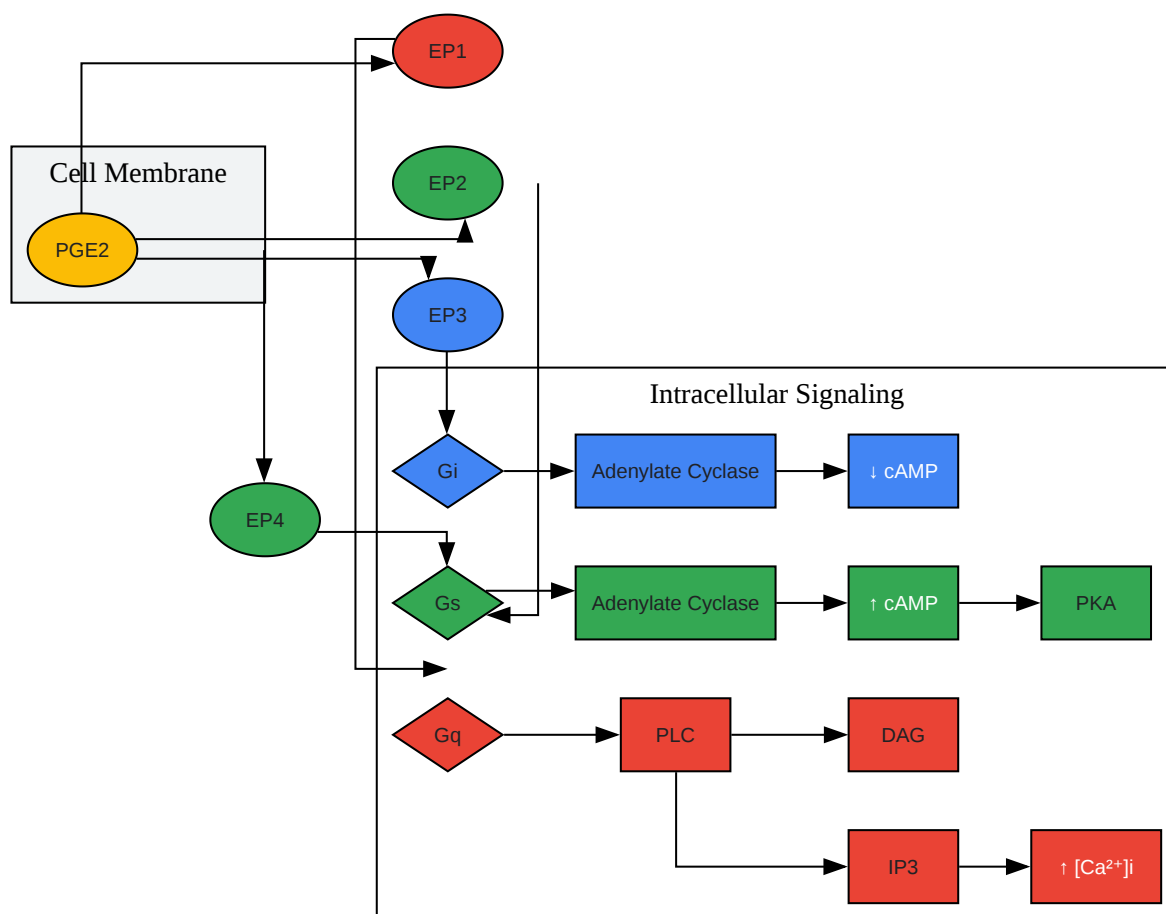 EP1
Cell Membrane
EP2
PGE2
EP3
Intracellular Signaling
Gi
Adenylate Cyclase
↓ cAMP
EP4
Gs
Adenylate Cyclase
↑ cAMP
PKA
Gq
PLC
DAG
IP3
↑ [Ca²⁺]i